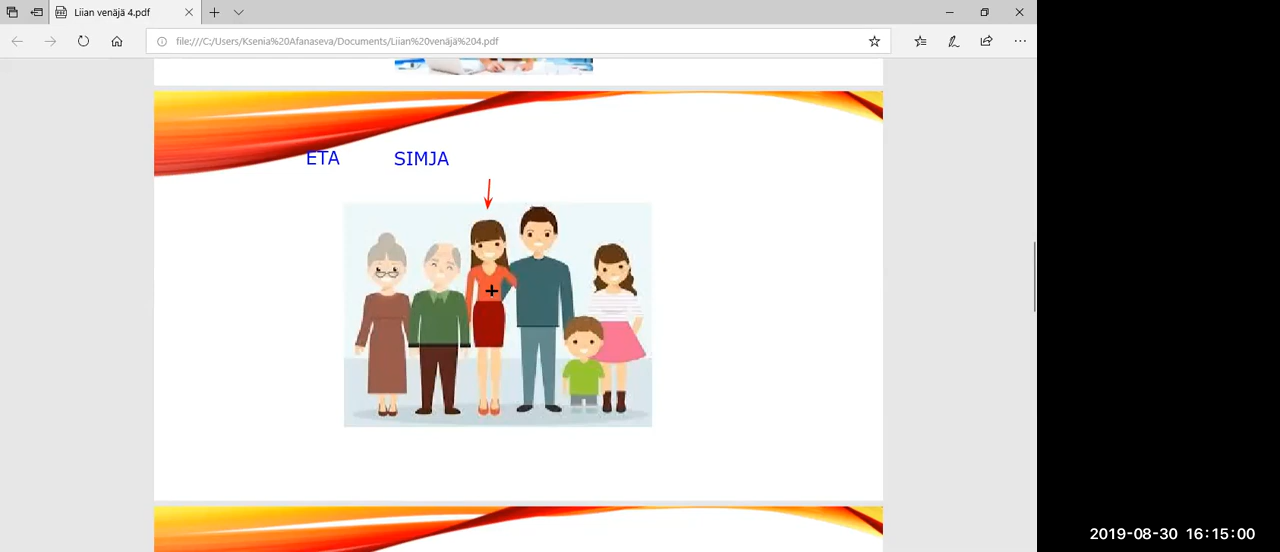 Liian venäjä 4.pdf
file:///C:/Users/Ksenia%20Afanaseva/Documents/Liian%20venäjä%204.pdf
ETA SIMJA
2019-08-30 16:15:00